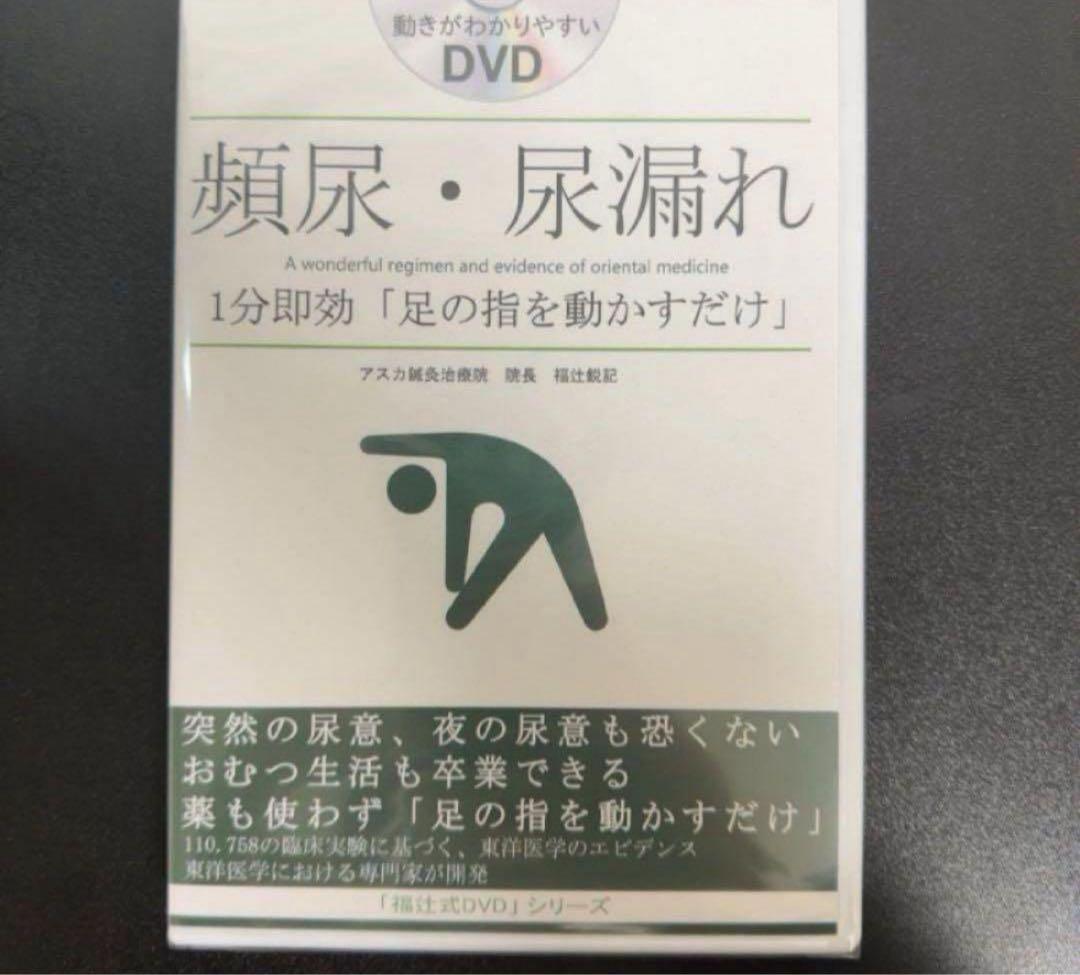 動きがわかりやすい
DVD
頻尿・尿漏れ
A wonderful regimen and evidence of oriental medicine
1分即効「足の指を動かすだけ」
アスカ鍼灸治療院 院長 福辻鋭記
突然の尿意、夜の尿意も恐くない
おむつ生活も卒業できる
薬も使わず「足の指を動かすだけ」
110,758の臨床実験に基づく、東洋医学のエビデンス
東洋医学における専門家が開発
「福辻式DVD」シリーズ